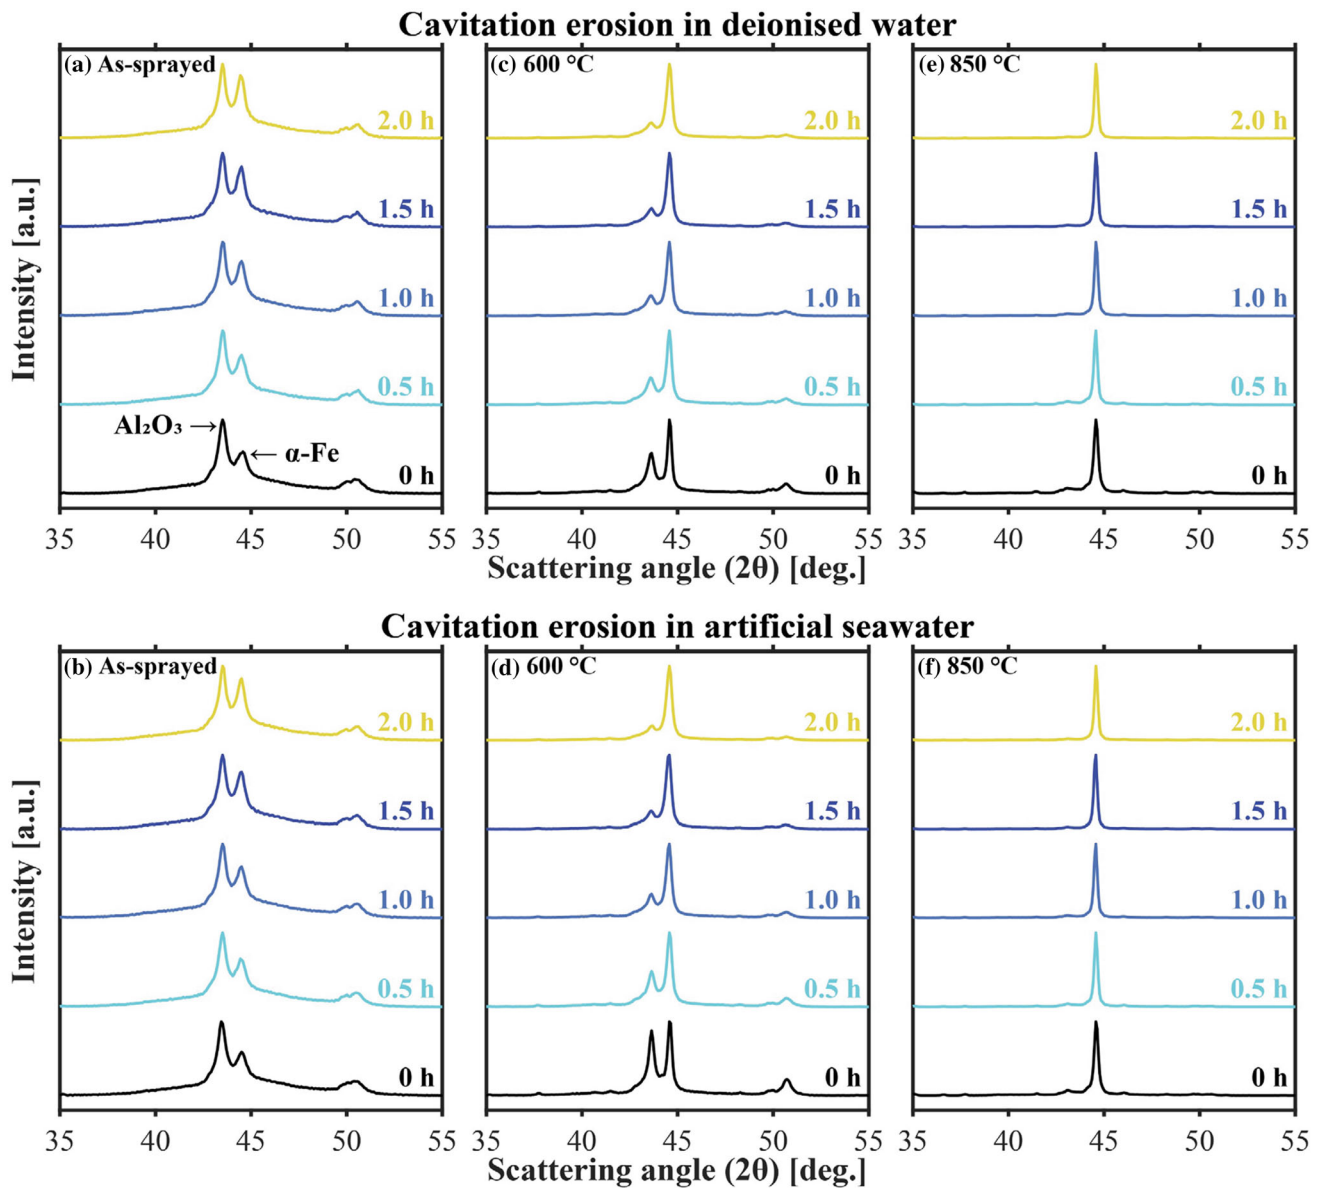 Cavitation erosion in deionised water
(a) As-sprayed
2.0 h
1.5 h
1.0 h
0.5 h
Al₂O₃ →
← α-Fe
0 h
35 40 45 50 55
(c) 600 °C
2.0 h
1.5 h
1.0 h
0.5 h
0 h
35 40 45 50 55
(e) 850 °C
2.0 h
1.5 h
1.0 h
0.5 h
0 h
35 40 45 50 55
Intensity [a.u.]
Scattering angle (2θ) [deg.]
Cavitation erosion in artificial seawater
(b) As-sprayed
2.0 h
1.5 h
1.0 h
0.5 h
0 h
35 40 45 50 55
(d) 600 °C
2.0 h
1.5 h
1.0 h
0.5 h
0 h
35 40 45 50 55
(f) 850 °C
2.0 h
1.5 h
1.0 h
0.5 h
0 h
35 40 45 50 55
Intensity [a.u.]
Scattering angle (2θ) [deg.]